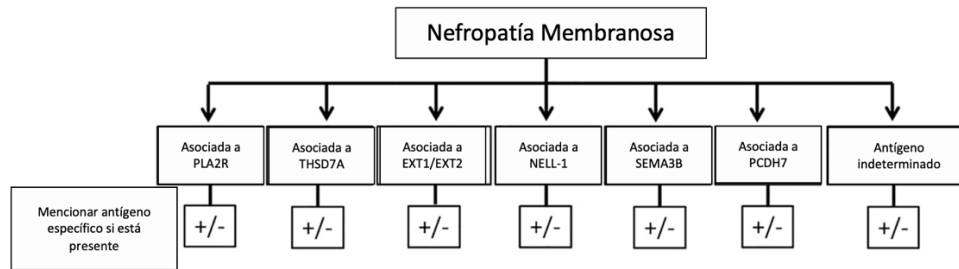 Nefropatía Membranosa
Asociada a
PLA2R
Asociada a
THSD7A
Asociada a
EXT1/EXT2
Asociada a
NELL-1
Asociada a
SEMA3B
Asociada a
PCDH7
Antígeno
indeterminado
Mencionar antígeno
específico si está
presente
+/-
+/-
+/-
+/-
+/-
+/-
+/-